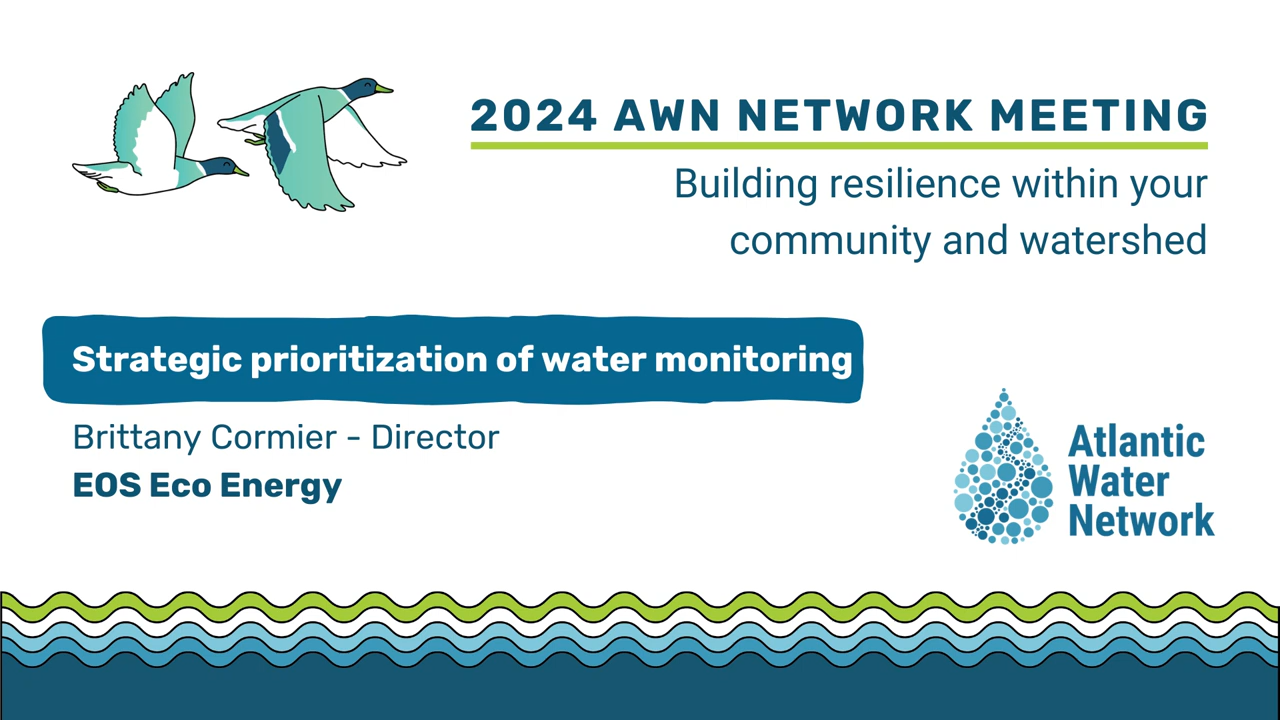 2024 AWN NETWORK MEETING
Building resilience within your
community and watershed
Strategic prioritization of water monitoring
Brittany Cormier - Director
EOS Eco Energy
Atlantic
Water
Network